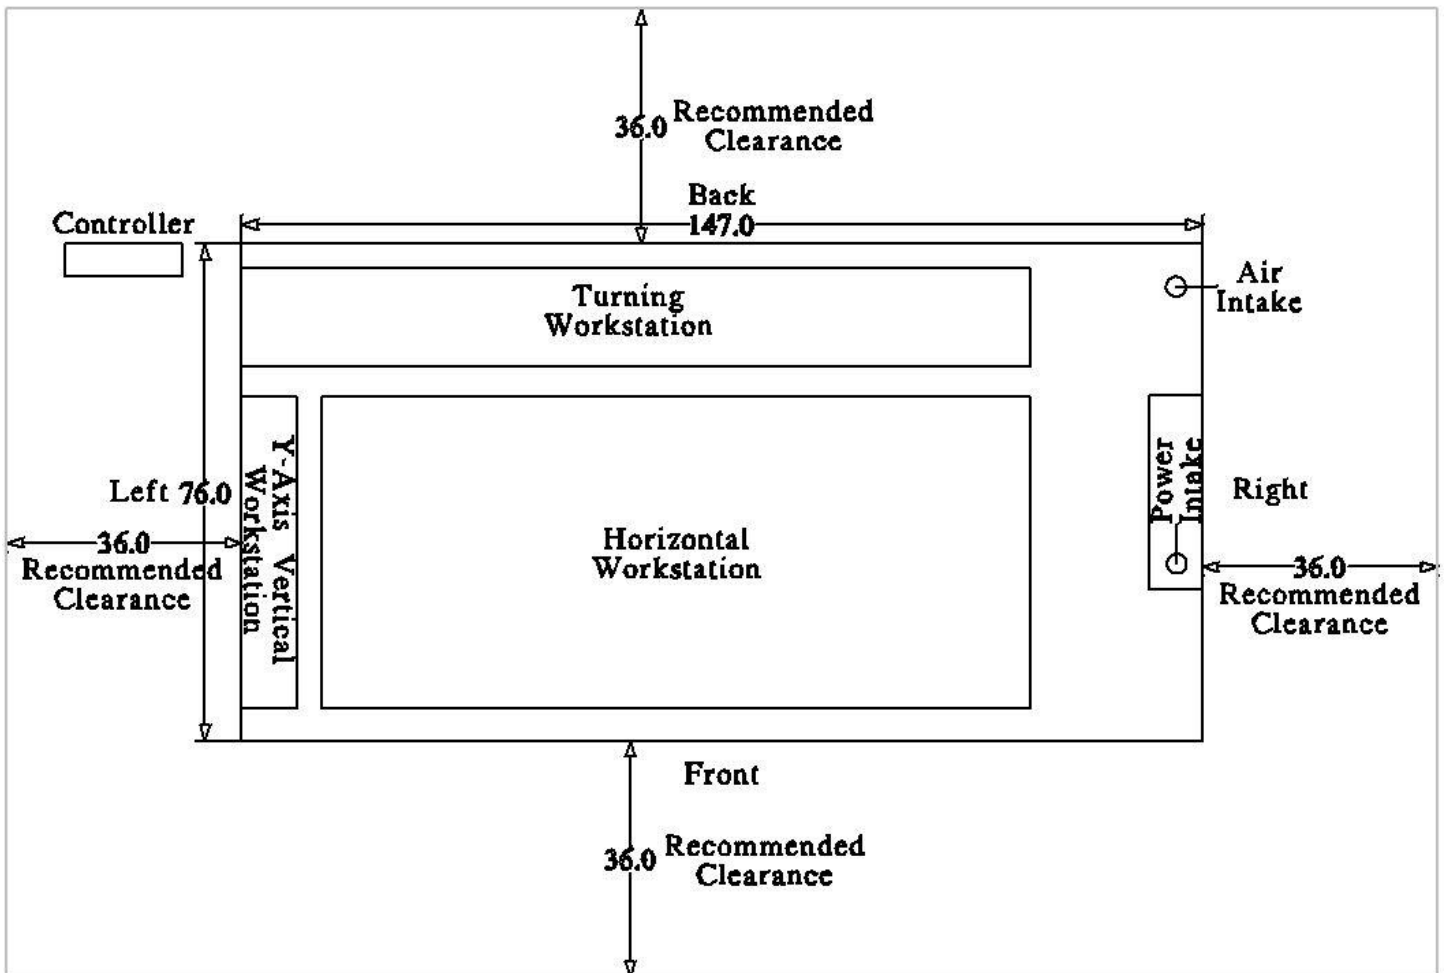 36.0 Recommended
Clearance
Back
147.0
Controller
Air
Intake
Turning
Workstation
Left 76.0
Y-Axis Vertical
Workstation
Power
Intake
Right
36.0
Recommended
Clearance
Horizontal
Workstation
36.0
Recommended
Clearance
Front
36.0 Recommended
Clearance